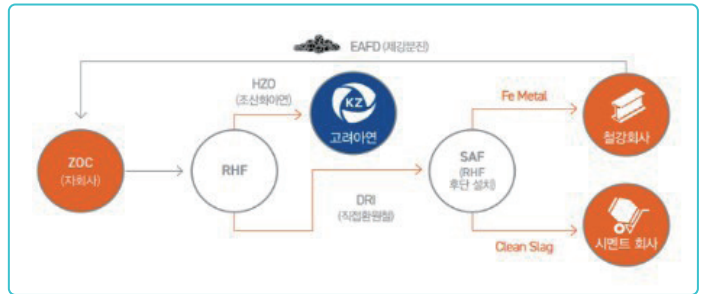 EAFD (제강분진)
HZO
(조산화아연)
KZ
고려아연
Fe Metal
철강회사
ZOC
(자회사)
RHF
SAF
(RHF
후단 설치)
DRI
(직접환원철)
Clean Slag
시멘트 회사